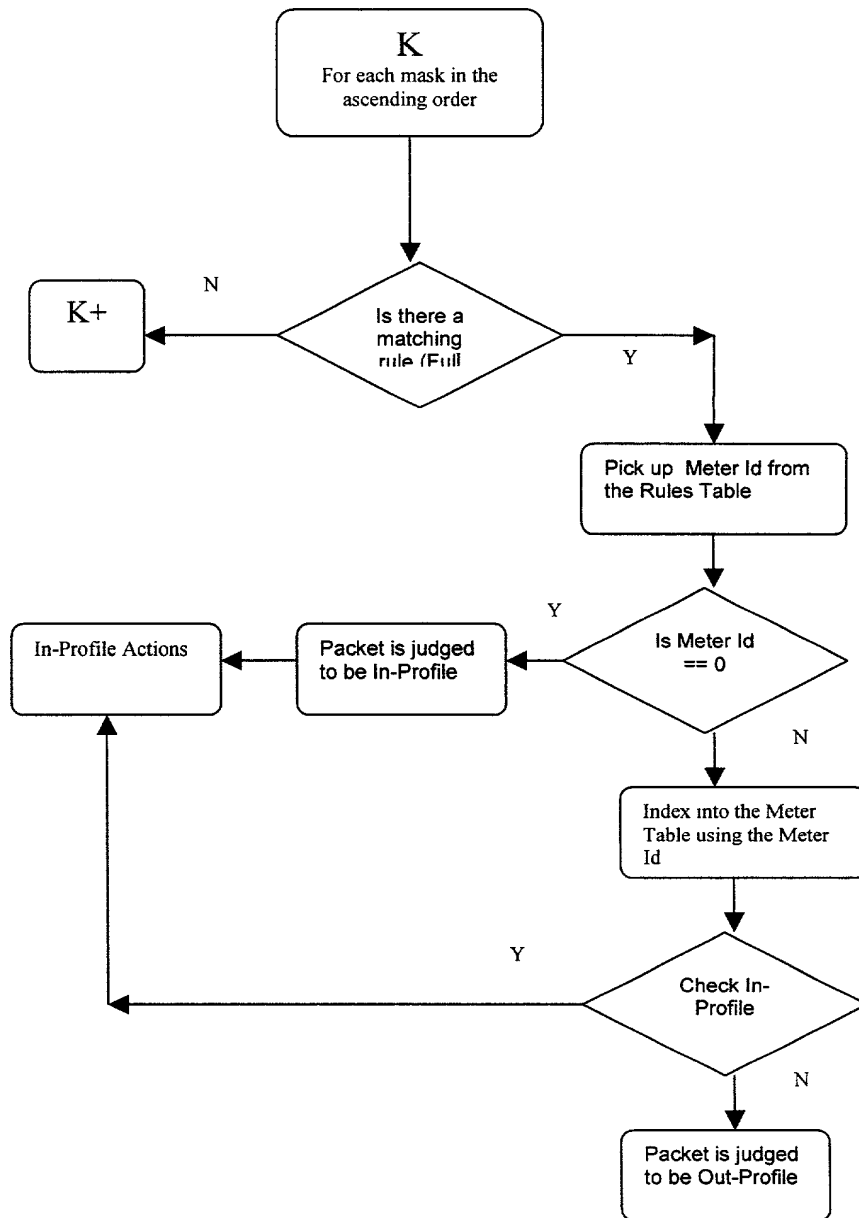 K
For each mask in the
ascending order
N
K+
Is there a
matching
rule (Full
Y
Pick up Meter Id from
the Rules Table
Y
Is Meter Id
== 0
In-Profile Actions
Packet is judged
to be In-Profile
N
Index into the Meter
Table using the Meter
Id
Y
Check In-
Profile
N
Packet is judged
to be Out-Profile